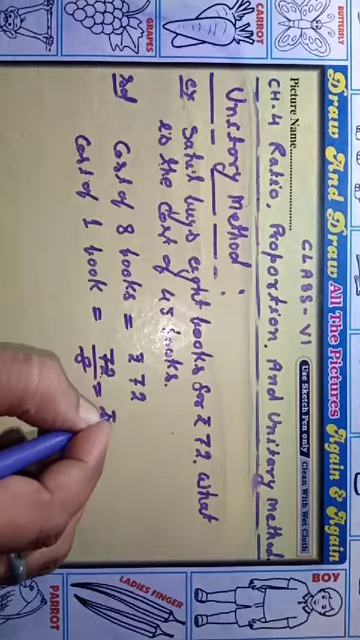 Draw And Draw All The Pictures Again & Again
CLASS - VI
Use Sketch Pen only
Clean With Wet Cloth
Picture Name
CH-4 Ratio, Proportion, And Unitary Method
Unitary Method
Ex Sahil buys eight books for ₹ 72. What
is the Cost of 45 books.
Sol Cost of 8 books = ₹ 72
Cost of 1 book = 72/8 = ₹
BUTTERFLY
CARROT
GRAPES
BOY
LADIES FINGER
PARROT